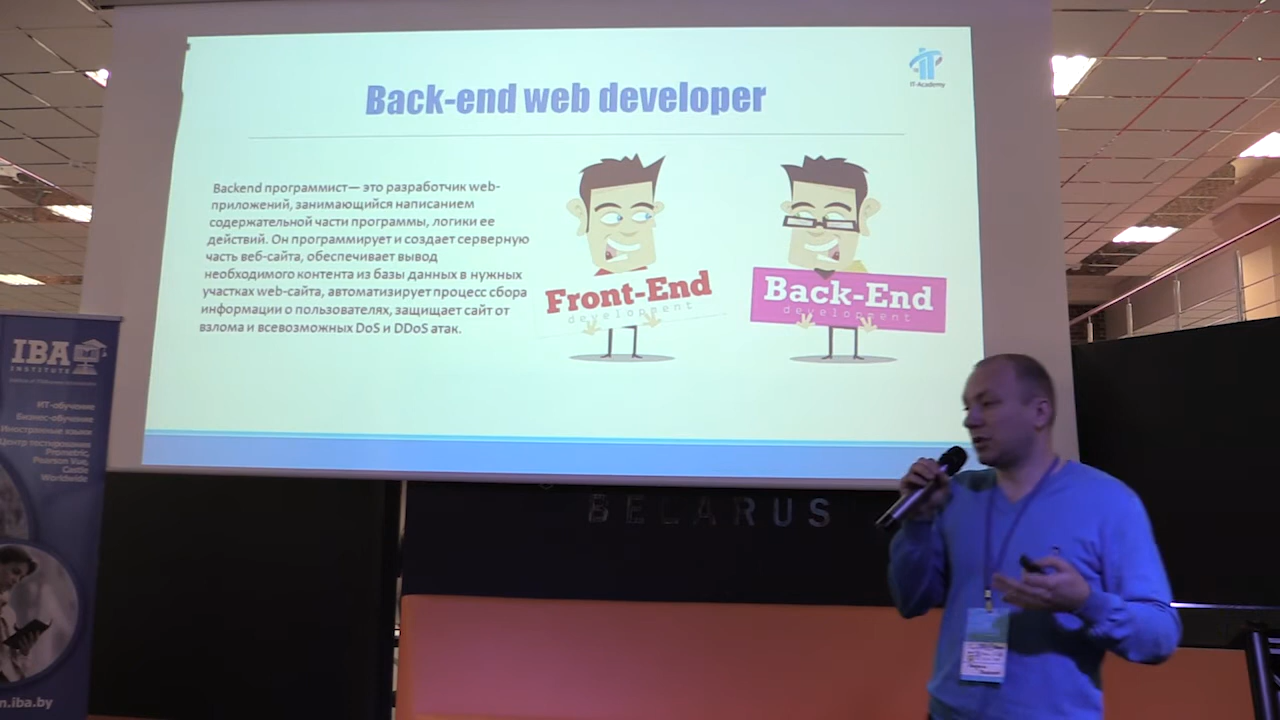 IT-Academy
Back-end web developer
Backend программист— это разработчик web-
приложений, занимающийся написанием
содержательной части программы, логики ее
действий. Он программирует и создает серверную
часть веб-сайта, обеспечивает вывод
необходимого контента из базы данных в нужных
участках web-сайта, автоматизирует процесс сбора
информации о пользователях, защищает сайт от
взлома и всевозможных DoS и DDoS атак.
Front-End
development
Back-End
development
IBA
INSTITUTE
ИТ-обучение
Бизнес-обучение
Иностранные языки
Центр тестирования
Prometric,
Pearson Vue,
Castle
Worldwide
n.iba.by
BELARUS